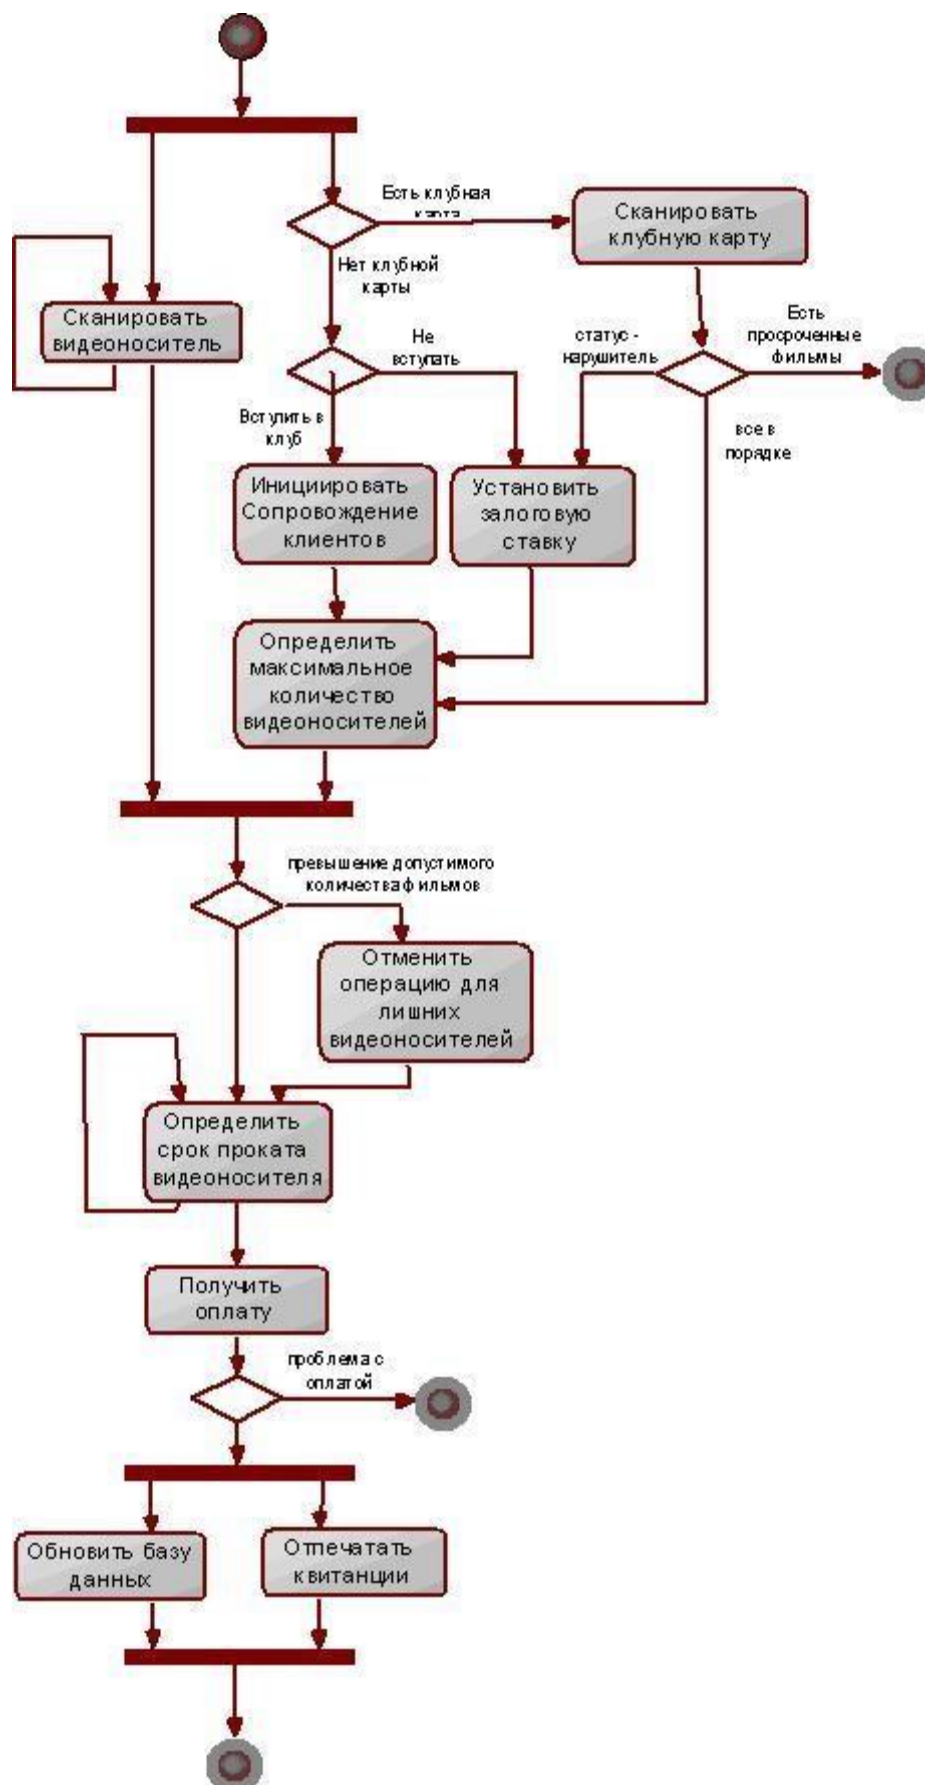 Есть клубная
карта
Сканировать
клубную карту
Нет клубной
карты
Сканировать
видеоноситель
Не
вступать
статус -
нарушитель
Есть
просроченные
фильмы
Вступить в
клуб
все в
порядке
Инициировать
Сопровождение
клиентов
Установить
залоговую
ставку
Определить
максимальное
количество
видеоносителей
превышение допустимого
количества фильмов
Отменить
операцию для
лишних
видеоносителей
Определить
срок проката
видеоносителя
Получить
оплату
проблема с
оплатой
Обновить базу
данных
Отпечатать
квитанции